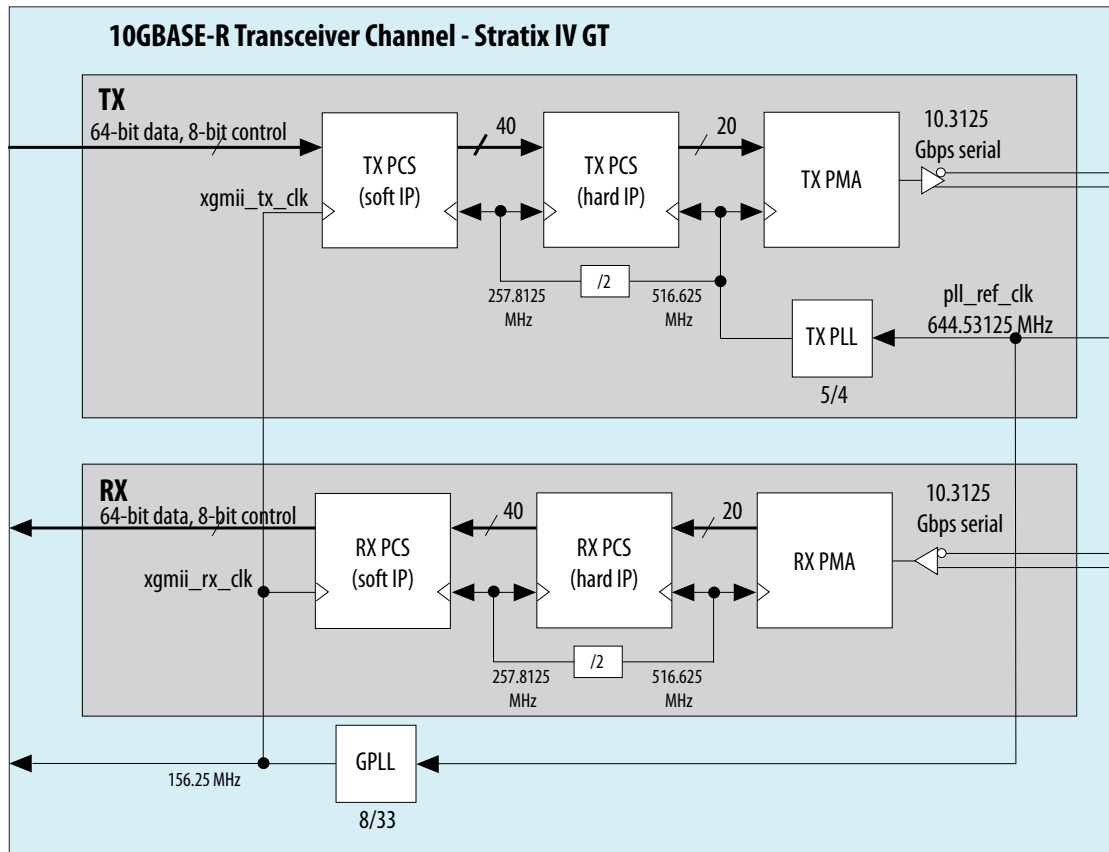 10GBASE-R Transceiver Channel - Stratix IV GT
TX
64-bit data, 8-bit control
40
20
10.3125
Gbps serial
TX PCS
(soft IP)
TX PCS
(hard IP)
TX PMA
xgmii_tx_clk
/2
257.8125
MHz
516.625
MHz
pll_ref_clk
644.53125 MHz
TX PLL
5/4
RX
64-bit data, 8-bit control
40
20
10.3125
Gbps serial
RX PCS
(soft IP)
RX PCS
(hard IP)
RX PMA
xgmii_rx_clk
/2
257.8125
MHz
516.625
MHz
GPLL
156.25 MHz
8/33